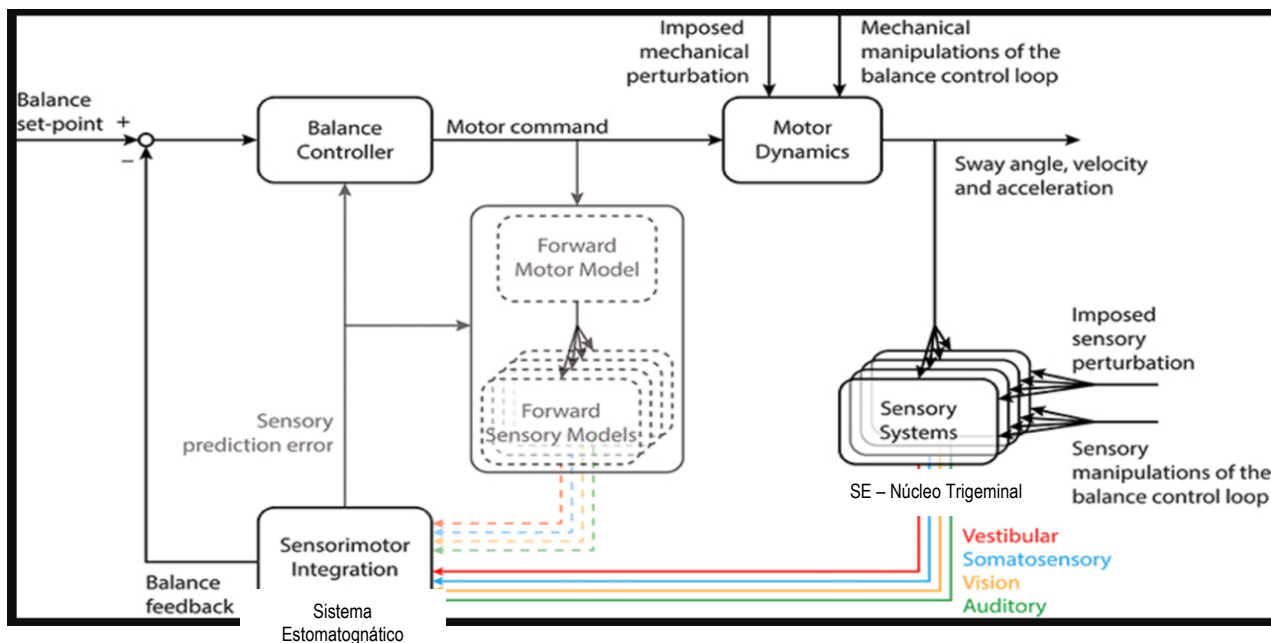 Imposed
mechanical
perturbation
Mechanical
manipulations of the
balance control loop
Balance
set-point
+
−
Balance
Controller
Motor command
Motor
Dynamics
Sway angle, velocity
and acceleration
Forward
Motor Model
Forward
Sensory Models
Sensory
prediction error
Imposed
sensory
perturbation
Sensory
Systems
Sensory
manipulations of the
balance control loop
SE – Núcleo Trigeminal
Sensorimotor
Integration
Vestibular
Somatosensory
Vision
Auditory
Balance
feedback
Sistema
Estomatognático